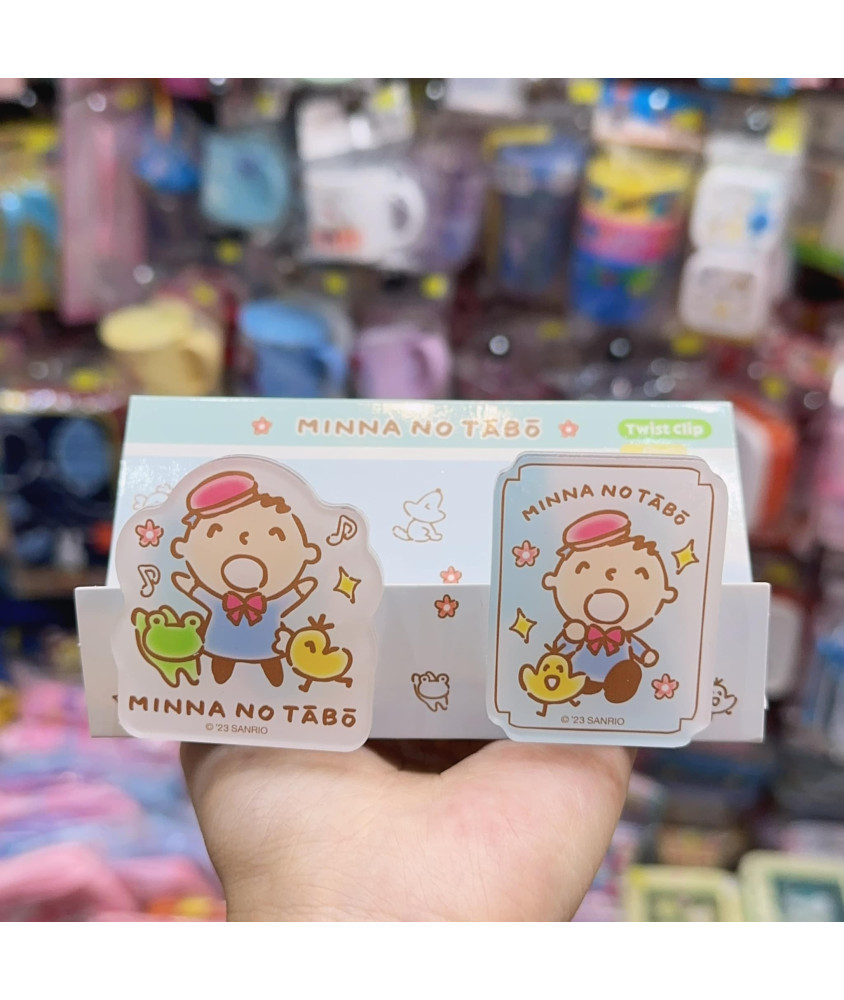 MINNA NO TĀBŌ
Twist Clip
MINNA NO TĀBŌ
© '23 SANRIO
MINNA NO TĀBŌ
© '23 SANRIO